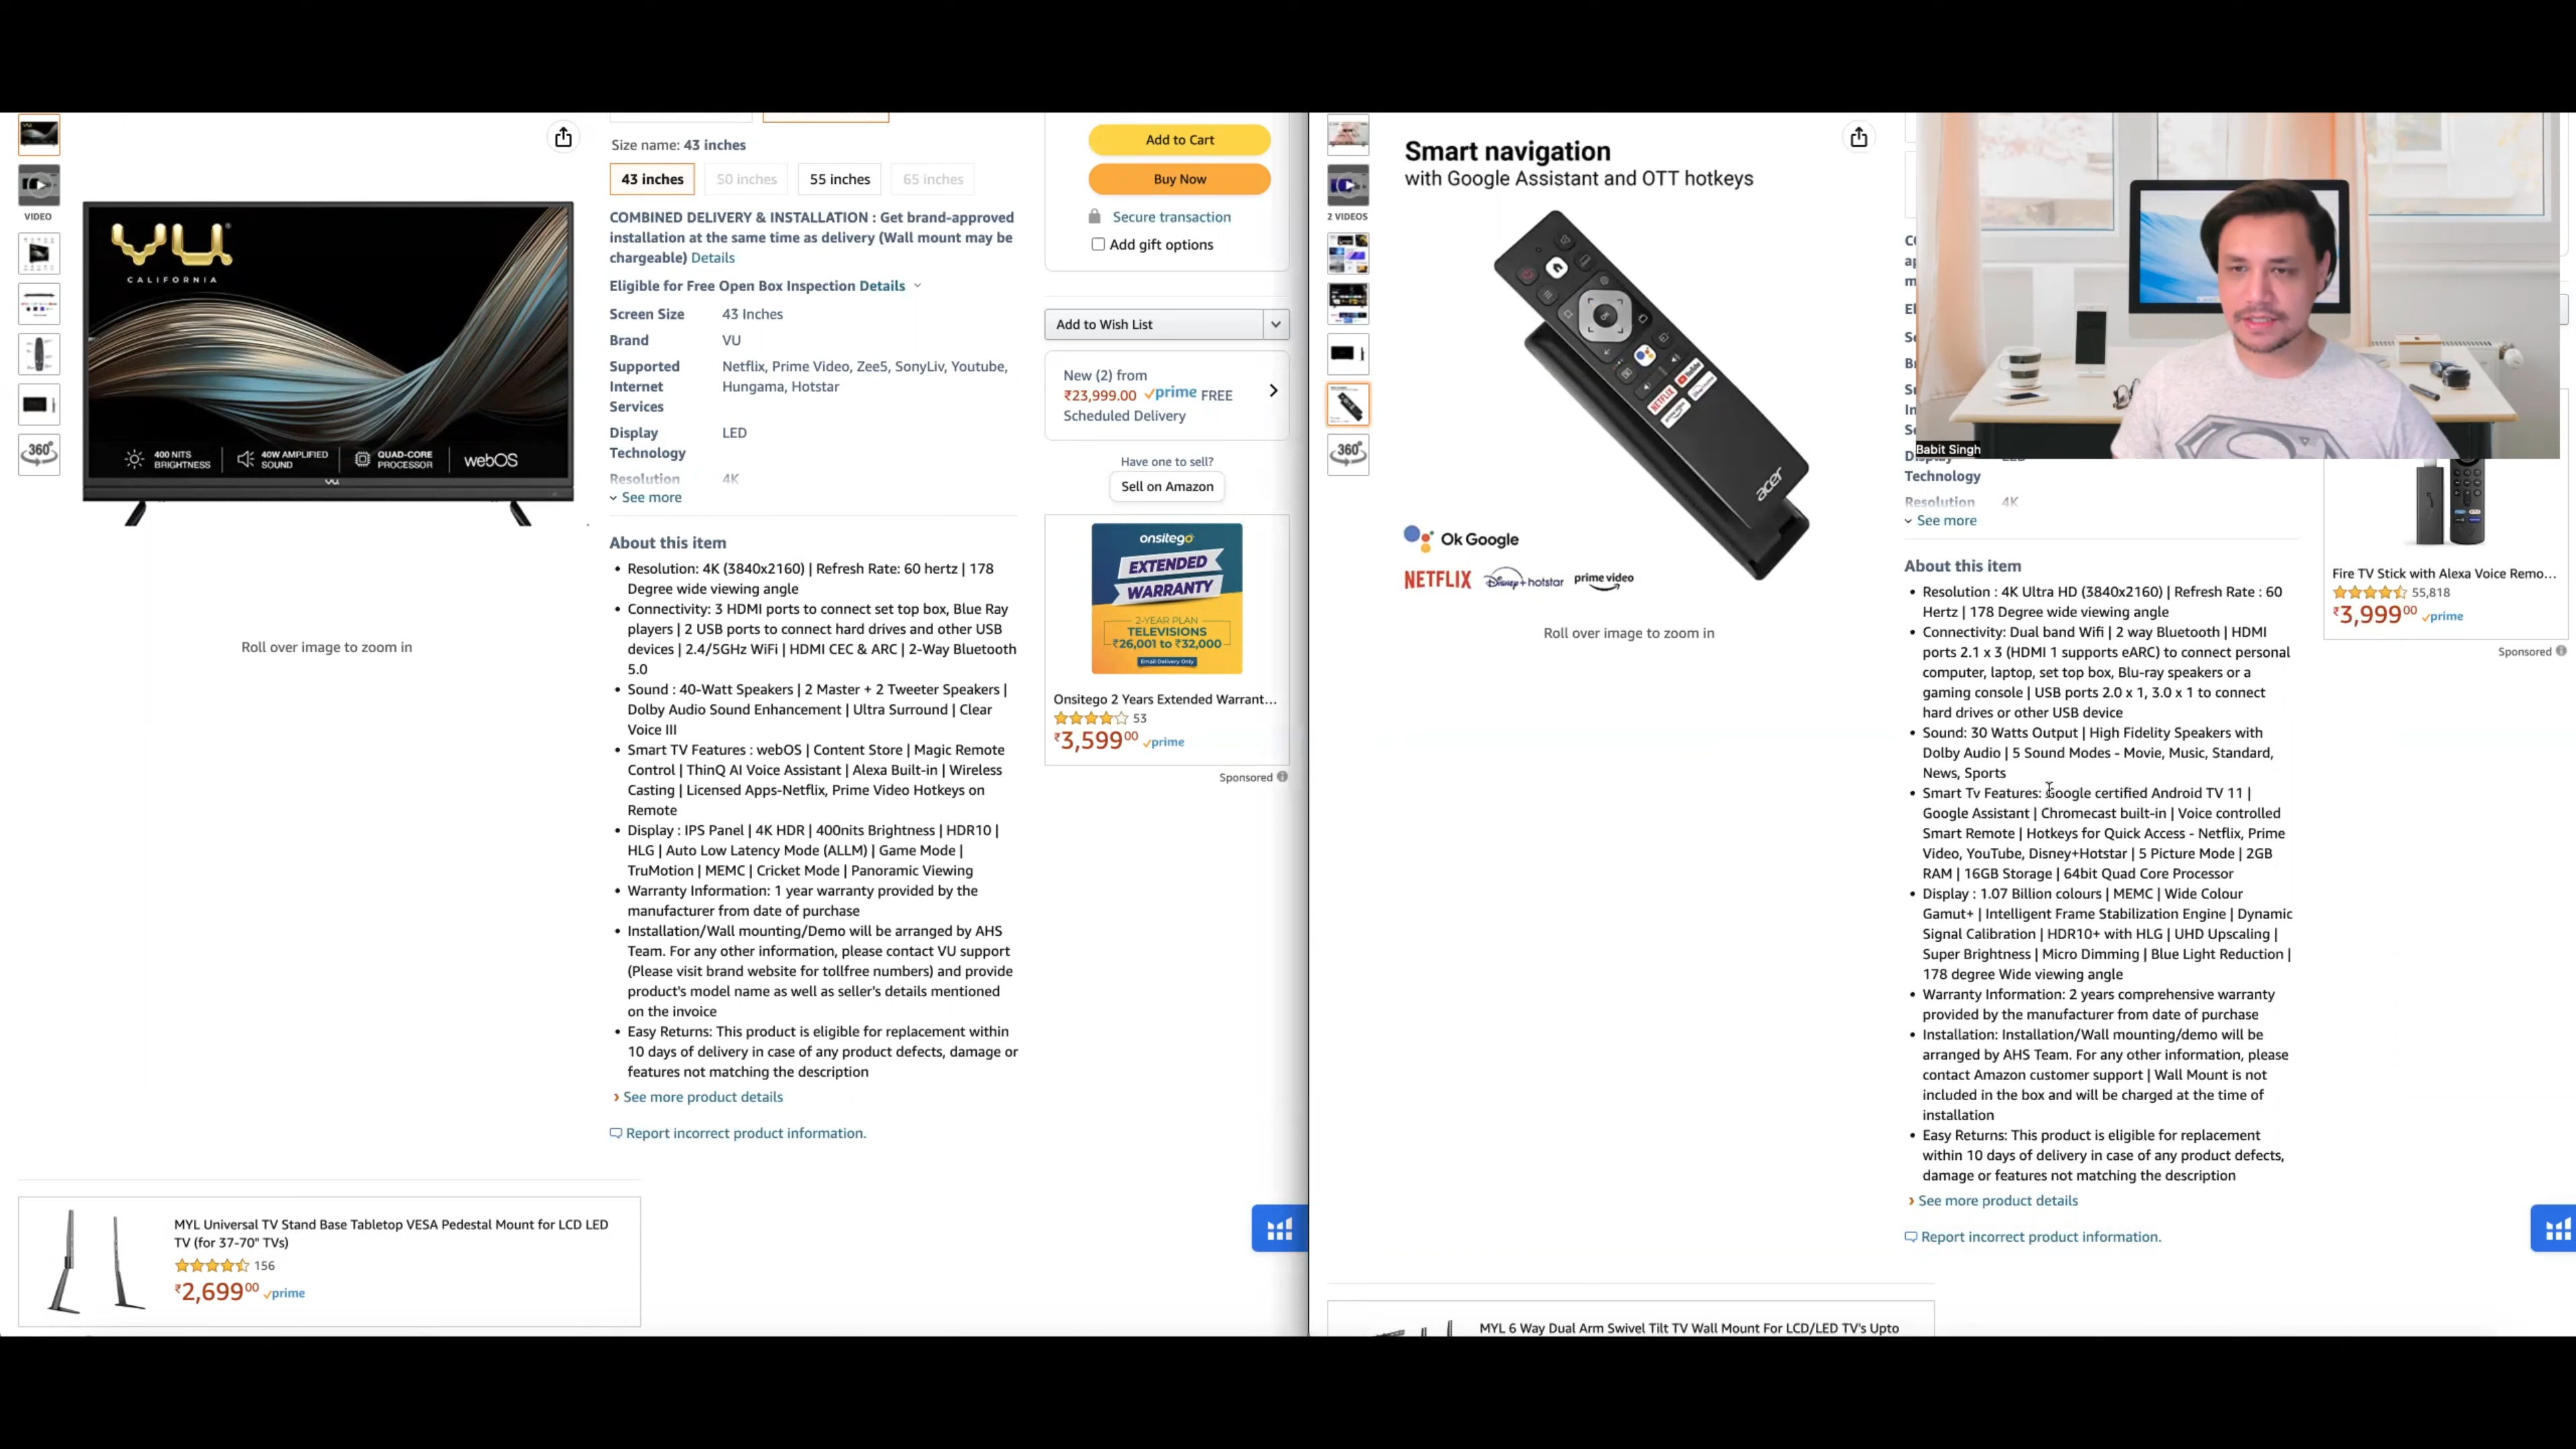 VIDEO
VU
CALIFORNIA
400 NITS
BRIGHTNESS
40W AMPLIFIED
SOUND
QUAD-CORE
PROCESSOR
webOS
VU
360°
Roll over image to zoom in
Size name: 43 inches
43 inches
50 inches
55 inches
65 inches
COMBINED DELIVERY & INSTALLATION : Get brand-approved
installation at the same time as delivery (Wall mount may be
chargeable) Details
Eligible for Free Open Box Inspection Details
Screen Size 43 Inches
Brand VU
Supported Netflix, Prime Video, Zee5, SonyLiv, Youtube,
Internet Hungama, Hotstar
Services
Display LED
Technology
Resolution 4K
See more
About this item
• Resolution: 4K (3840x2160) | Refresh Rate: 60 hertz | 178
Degree wide viewing angle
• Connectivity: 3 HDMI ports to connect set top box, Blue Ray
players | 2 USB ports to connect hard drives and other USB
devices | 2.4/5GHz WiFi | HDMI CEC & ARC | 2-Way Bluetooth
5.0
• Sound : 40-Watt Speakers | 2 Master + 2 Tweeter Speakers |
Dolby Audio Sound Enhancement | Ultra Surround | Clear
Voice III
• Smart TV Features : webOS | Content Store | Magic Remote
Control | ThinQ AI Voice Assistant | Alexa Built-in | Wireless
Casting | Licensed Apps-Netflix, Prime Video Hotkeys on
Remote
• Display : IPS Panel | 4K HDR | 400nits Brightness | HDR10 |
HLG | Auto Low Latency Mode (ALLM) | Game Mode |
TruMotion | MEMC | Cricket Mode | Panoramic Viewing
• Warranty Information: 1 year warranty provided by the
manufacturer from date of purchase
• Installation/Wall mounting/Demo will be arranged by AHS
Team. For any other information, please contact VU support
(Please visit brand website for tollfree numbers) and provide
product's model name as well as seller's details mentioned
on the invoice
• Easy Returns: This product is eligible for replacement within
10 days of delivery in case of any product defects, damage or
features not matching the description
› See more product details
Report incorrect product information.
MYL Universal TV Stand Base Tabletop VESA Pedestal Mount for LCD LED
TV (for 37-70" TVs)
156
₹2,699⁰⁰ prime
Add to Cart
Buy Now
Secure transaction
Add gift options
Add to Wish List
New (2) from
₹23,999.00 prime FREE
Scheduled Delivery
Have one to sell?
Sell on Amazon
onsitego
EXTENDED
WARRANTY
2-YEAR PLAN
TELEVISIONS
₹26,001 to ₹32,000
Email Delivery Only
Onsitego 2 Years Extended Warrant...
53
₹3,599⁰⁰ prime
Sponsored
2 VIDEOS
360°
Smart navigation
with Google Assistant and OTT hotkeys
OK
NETFLIX
YouTube
acer
Ok Google
NETFLIX Disney+ hotstar prime video
Roll over image to zoom in
Babit Singh
Technology
Resolution 4K
See more
About this item
• Resolution : 4K Ultra HD (3840x2160) | Refresh Rate : 60
Hertz | 178 Degree wide viewing angle
• Connectivity: Dual band Wifi | 2 way Bluetooth | HDMI
ports 2.1 x 3 (HDMI 1 supports eARC) to connect personal
computer, laptop, set top box, Blu-ray speakers or a
gaming console | USB ports 2.0 x 1, 3.0 x 1 to connect
hard drives or other USB device
• Sound: 30 Watts Output | High Fidelity Speakers with
Dolby Audio | 5 Sound Modes - Movie, Music, Standard,
News, Sports
• Smart Tv Features: Google certified Android TV 11 |
Google Assistant | Chromecast built-in | Voice controlled
Smart Remote | Hotkeys for Quick Access - Netflix, Prime
Video, YouTube, Disney+Hotstar | 5 Picture Mode | 2GB
RAM | 16GB Storage | 64bit Quad Core Processor
• Display : 1.07 Billion colours | MEMC | Wide Colour
Gamut+ | Intelligent Frame Stabilization Engine | Dynamic
Signal Calibration | HDR10+ with HLG | UHD Upscaling |
Super Brightness | Micro Dimming | Blue Light Reduction |
178 degree Wide viewing angle
• Warranty Information: 2 years comprehensive warranty
provided by the manufacturer from date of purchase
• Installation: Installation/Wall mounting/demo will be
arranged by AHS Team. For any other information, please
contact Amazon customer support | Wall Mount is not
included in the box and will be charged at the time of
installation
• Easy Returns: This product is eligible for replacement
within 10 days of delivery in case of any product defects,
damage or features not matching the description
› See more product details
Report incorrect product information.
MYL 6 Way Dual Arm Swivel Tilt TV Wall Mount For LCD/LED TV's Upto
Fire TV Stick with Alexa Voice Remo...
55,818
₹3,999⁰⁰ prime
Sponsored